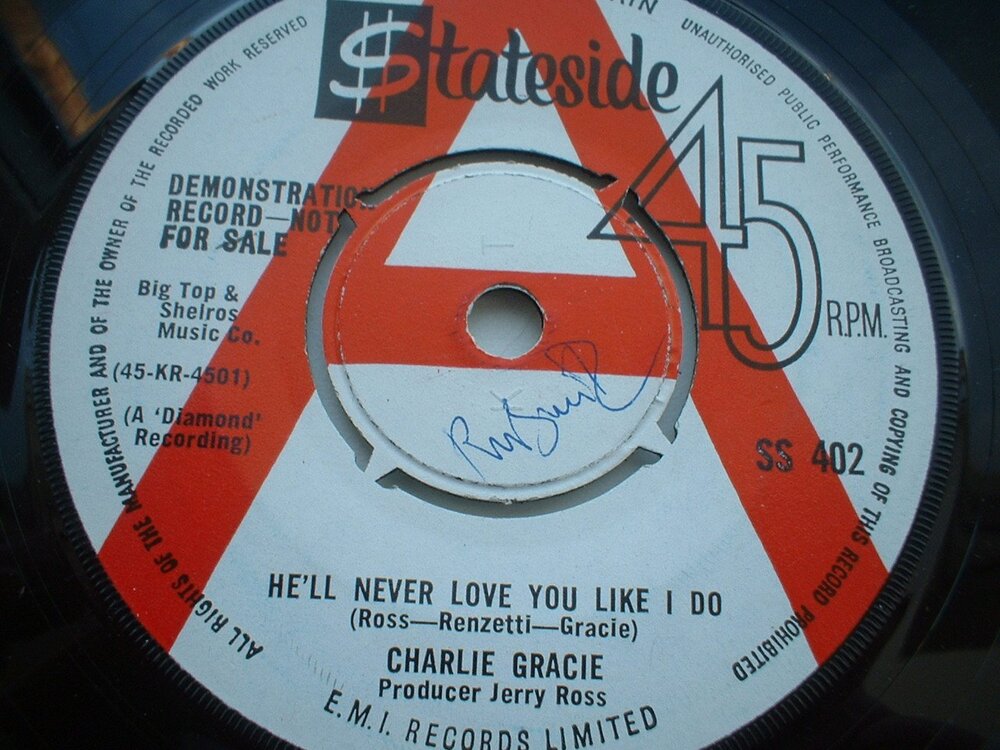 $tateside
45
R.P.M.
DEMONSTRATION
RECORD—NOT
FOR SALE
Big Top &
Shelros
Music Co.
(45-KR-4501)
(A 'Diamond'
Recording)
SS 402
HE'LL NEVER LOVE YOU LIKE I DO
(Ross—Renzetti—Gracie)
CHARLIE GRACIE
Producer Jerry Ross
E.M.I. RECORDS LIMITED
ALL RIGHTS OF THE MANUFACTURER AND OF THE OWNER OF THE RECORDED WORK RESERVED
UNAUTHORISED PUBLIC PERFORMANCE BROADCASTING AND COPYING OF THIS RECORD PROHIBITED